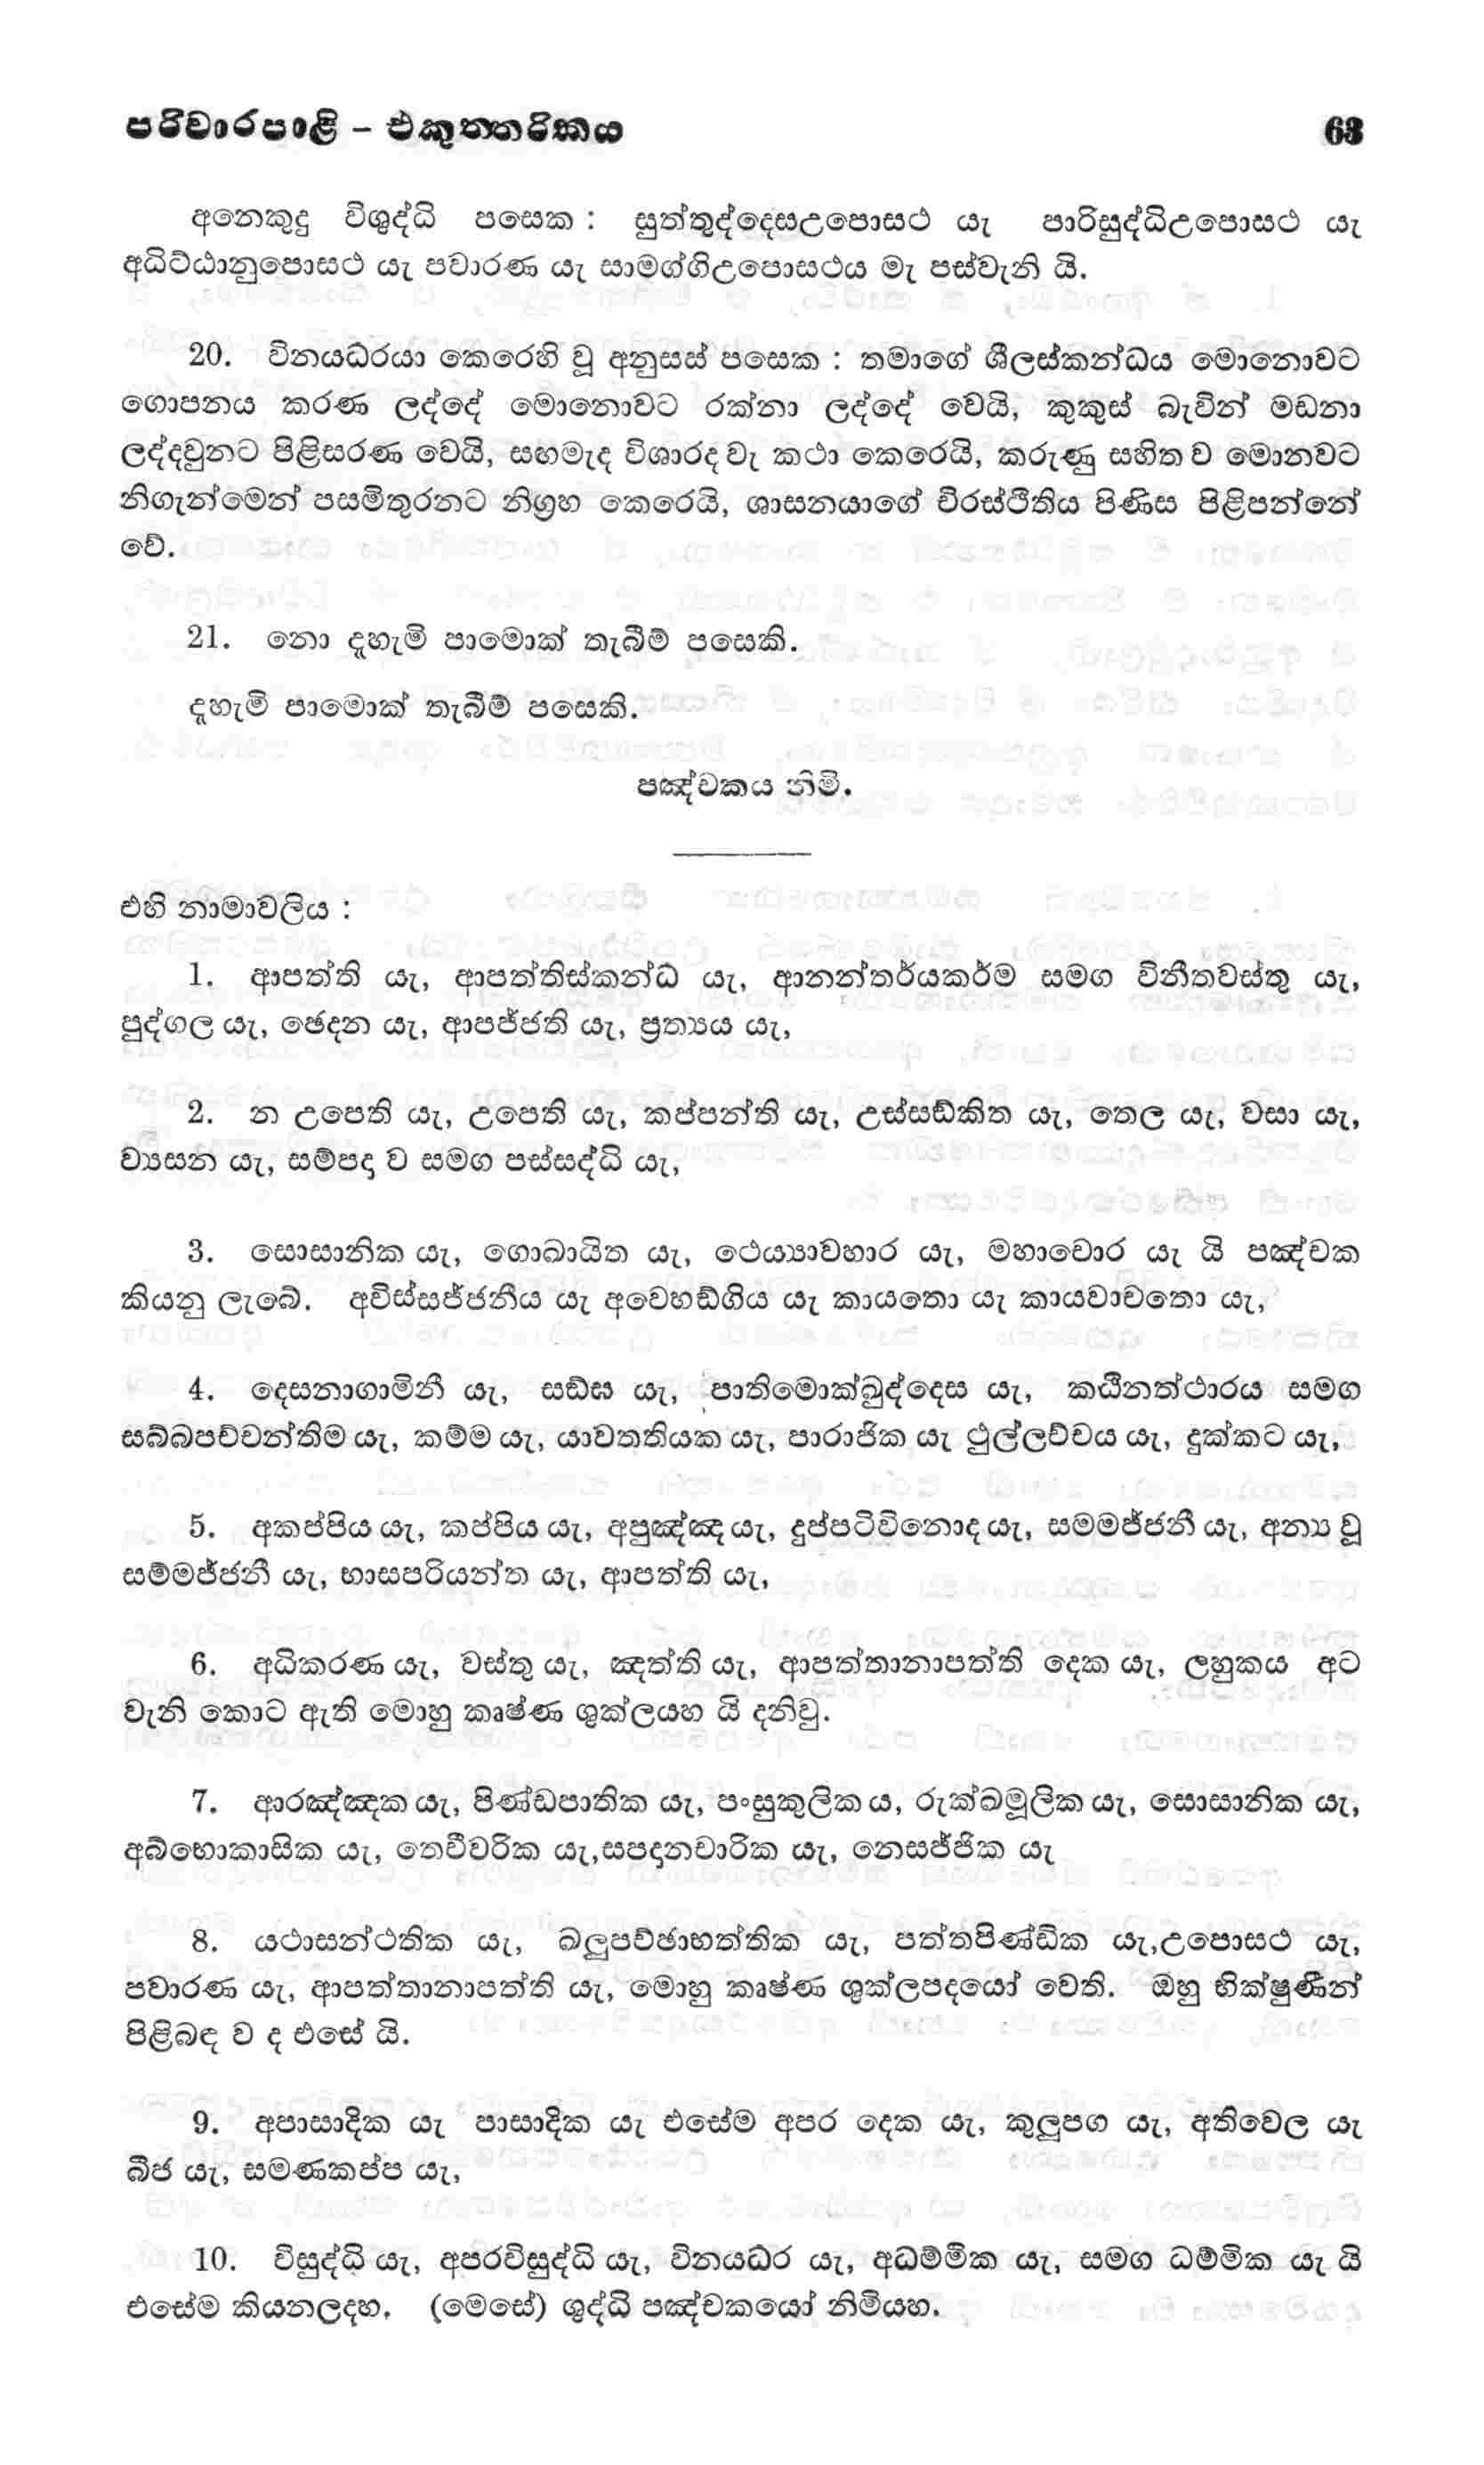 පරිවාරපාළි – එකුත්තරිකය 63
අනෙකුදු විශුද්ධි පසෙක : සුත්තුද්දෙසඋපොසථ යැ පාරිසුද්ධිඋපොසථ යැ
අධිට්ඨානුපොසථ යැ පවාරණ යැ සාමග්ගිඋපොසථය මැ පස්වැනි යි.
20. විනයධරයා කෙරෙහි වූ අනුසස් පසෙක : තමාගේ ශීලස්කන්ධය මොනොවට
ගොපනය කරණ ලද්දේ මොනොවට රක්නා ලද්දේ වෙයි, කුකුස් බැවින් මඩනා
ලද්දවුනට පිළිසරණ වෙයි, සඟමැද විශාරද වැ කථා කෙරෙයි, කරුණු සහිත ව මොනවට
නිගැන්මෙන් පසමිතුරනට නිග්‍රහ කෙරෙයි, ශාසනයාගේ චිරස්ථිතිය පිණිස පිළිපන්නේ
වේ.
21. නො දැහැමි පාමොක් තැබීම් පසෙකි.
දැහැමි පාමොක් තැබීම් පසෙකි.
පඤ්චකය නිමි.
එහි නාමාවලිය :
1. ආපත්ති යැ, ආපත්තිස්කන්ධ යැ, ආනන්තර්යකර්ම සමග විනීතවස්තු යැ,
පුද්ගල යැ, ඡෙදන යැ, ආපජ්ජති යැ, ප්‍රත්‍යය යැ,
2. න උපෙති යැ, උපෙති යැ, කප්පන්ති යැ, උස්සඞ්කිත යැ, තෙල යැ, වසා යැ,
ව්‍යසන යැ, සම්පදා ව සමග පස්සද්ධි යැ,
3. සොසානික යැ, ගොඛායිත යැ, ථෙය්‍යාවහාර යැ, මහාචොර යැ යි පඤ්චක
කියනු ලැබේ. අවිස්සජ්ජනීය යැ අවෙභඞ්ගිය යැ කායතො යැ කායවාචතො යැ,
4. දෙසනාගාමිනී යැ, සඞ්ඝ යැ, පාතිමොක්ඛුද්දෙස යැ, කඨිනත්ථාරය සමග
සබ්බපච්චන්තිම යැ, කම්ම යැ, යාවතතියක යැ, පාරාජික යැ ථුල්ලච්චය යැ, දුක්කට යැ,
5. අකප්පිය යැ, කප්පිය යැ, අපුඤ්ඤ යැ, දුප්පටිවිනොද යැ, සමමජ්ජනී යැ, අන්‍ය වූ
සම්මජ්ජනී යැ, භාසපරියන්ත යැ, ආපත්ති යැ,
6. අධිකරණ යැ, වස්තු යැ, ඤත්ති යැ, ආපත්තානාපත්ති දෙක යැ, ලහුකය අට
වැනි කොට ඇති මොහු කෘෂ්ණ ශුක්ලයහ යි දනිවු.
7. ආරඤ්ඤක යැ, පිණ්ඩපාතික යැ, පංසුකුලික ය, රුක්ඛමූලික යැ, සොසානික යැ,
අබ්භොකාසික යැ, තෙචීවරික යැ,සපදානචාරික යැ, නෙසජ්ජික යැ
8. යථාසන්ථතික යැ, ඛලුපච්ඡාභත්තික යැ, පත්තපිණ්ඩික යැ,උපොසථ යැ,
පවාරණ යැ, ආපත්තානාපත්ති යැ, මොහු කෘෂ්ණ ශුක්ලපදයෝ වෙති. ඔහු භික්ෂුණීන්
පිළිබඳ ව ද එසේ යි.
9. අපාසාදික යැ පාසාදික යැ එසේම අපර දෙක යැ, කුලුපග යැ, අතිවෙල යැ
බීජ යැ, සමණකප්ප යැ,
10. විසුද්ධි යැ, අපරවිසුද්ධි යැ, විනයධර යැ, අධම්මික යැ, සමග ධම්මික යැ යි
එසේම කියනලදහ. (මෙසේ) ශුද්ධි පඤ්චකයෝ නිමියහ.